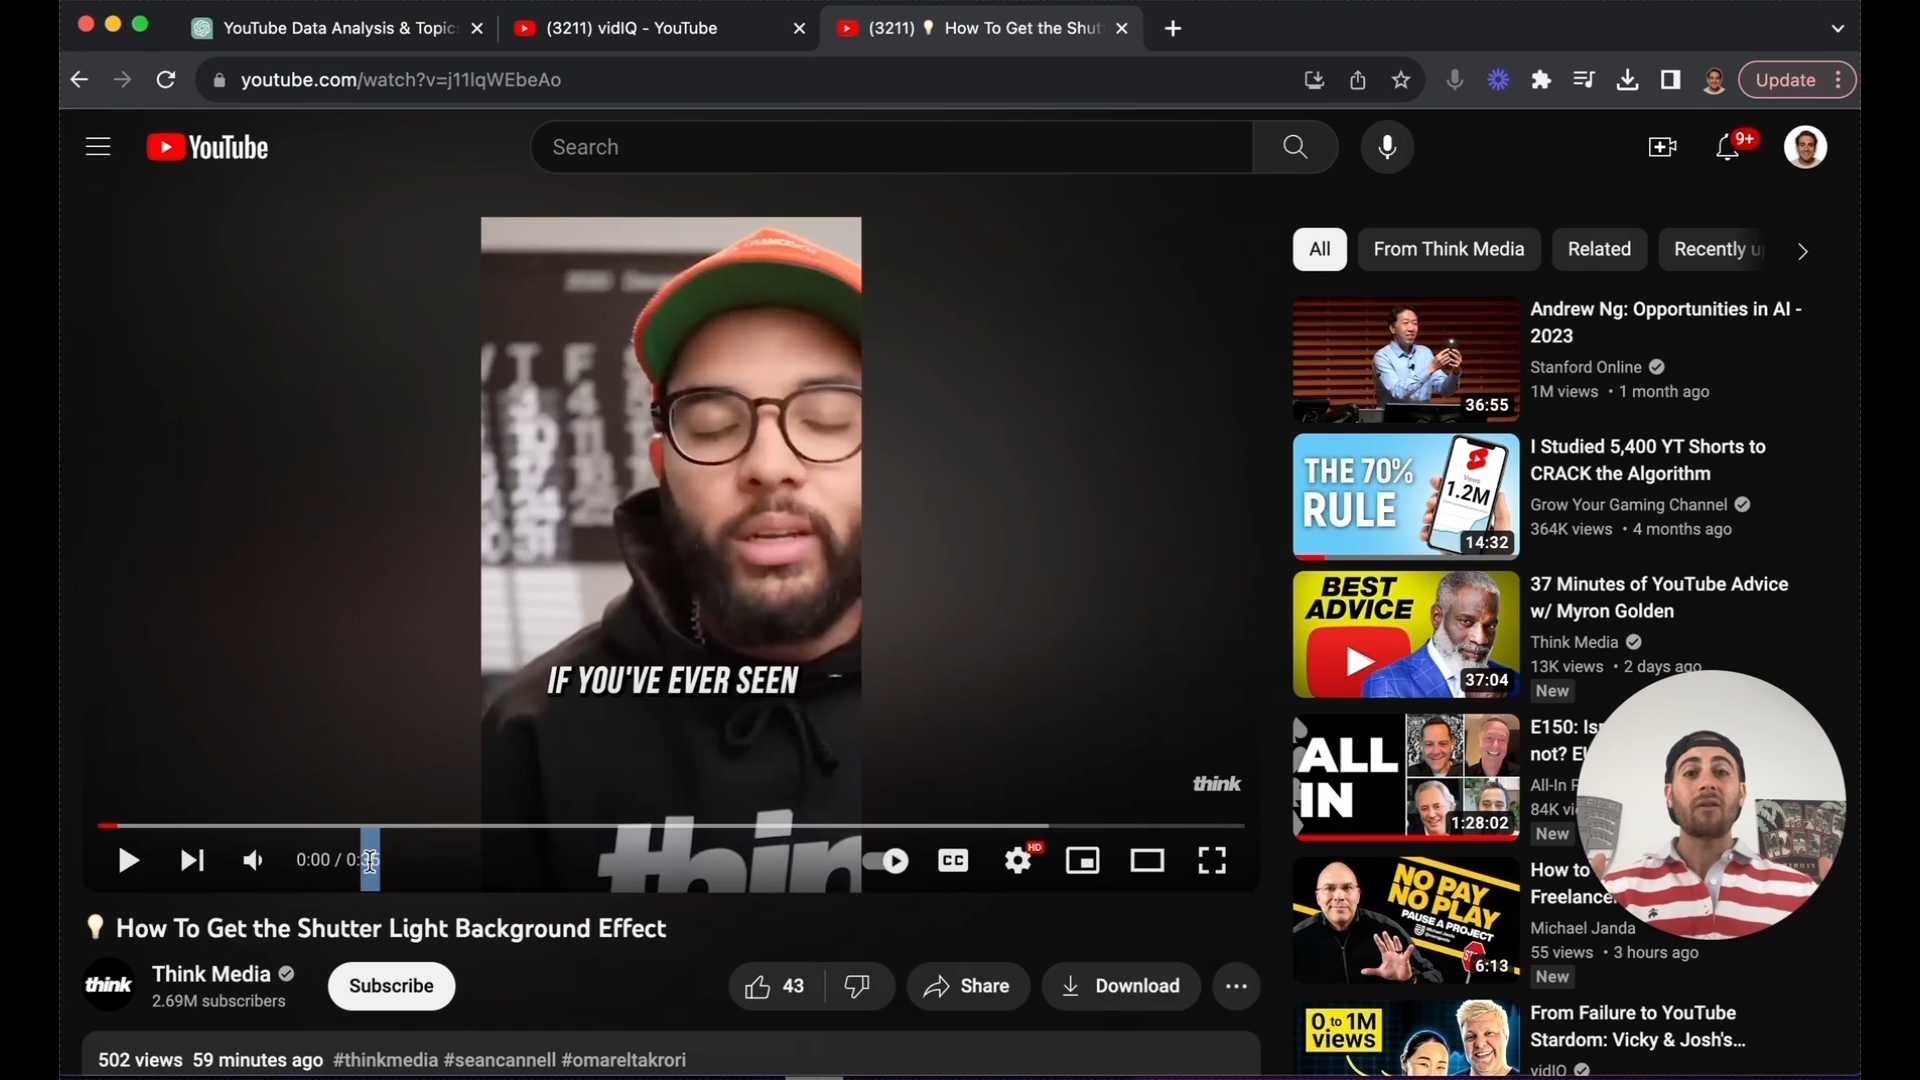 YouTube Data Analysis & Topic
(3211) vidIQ - YouTube
(3211) 💡 How To Get the Shut
youtube.com/watch?v=j11lqWEbeAo
Update
YouTube
Search
9+
All
From Think Media
Related
Recently u
IF YOU'VE EVER SEEN
think
0:00 / 0:
HD
CC
💡 How To Get the Shutter Light Background Effect
think
Think Media
2.69M subscribers
Subscribe
43
Share
Download
502 views 59 minutes ago #thinkmedia #seancannell #omareltakrori
36:55
Andrew Ng: Opportunities in AI -
2023
Stanford Online
1M views • 1 month ago
THE 70%
RULE
Views
1.2M
14:32
I Studied 5,400 YT Shorts to
CRACK the Algorithm
Grow Your Gaming Channel
364K views • 4 months ago
BEST
ADVICE
37:04
37 Minutes of YouTube Advice
w/ Myron Golden
Think Media
13K views • 2 days ago
New
ALL
IN
1:28:02
E150: Is
not? E
All-In
84K vi
New
NO PAY
NO PLAY
PAUSE A PROJECT
Michael Janda
STOP
6:13
How to
Freelance
Michael Janda
55 views • 3 hours ago
New
0 to 1M
views
From Failure to YouTube
Stardom: Vicky & Josh's...
vidIQ